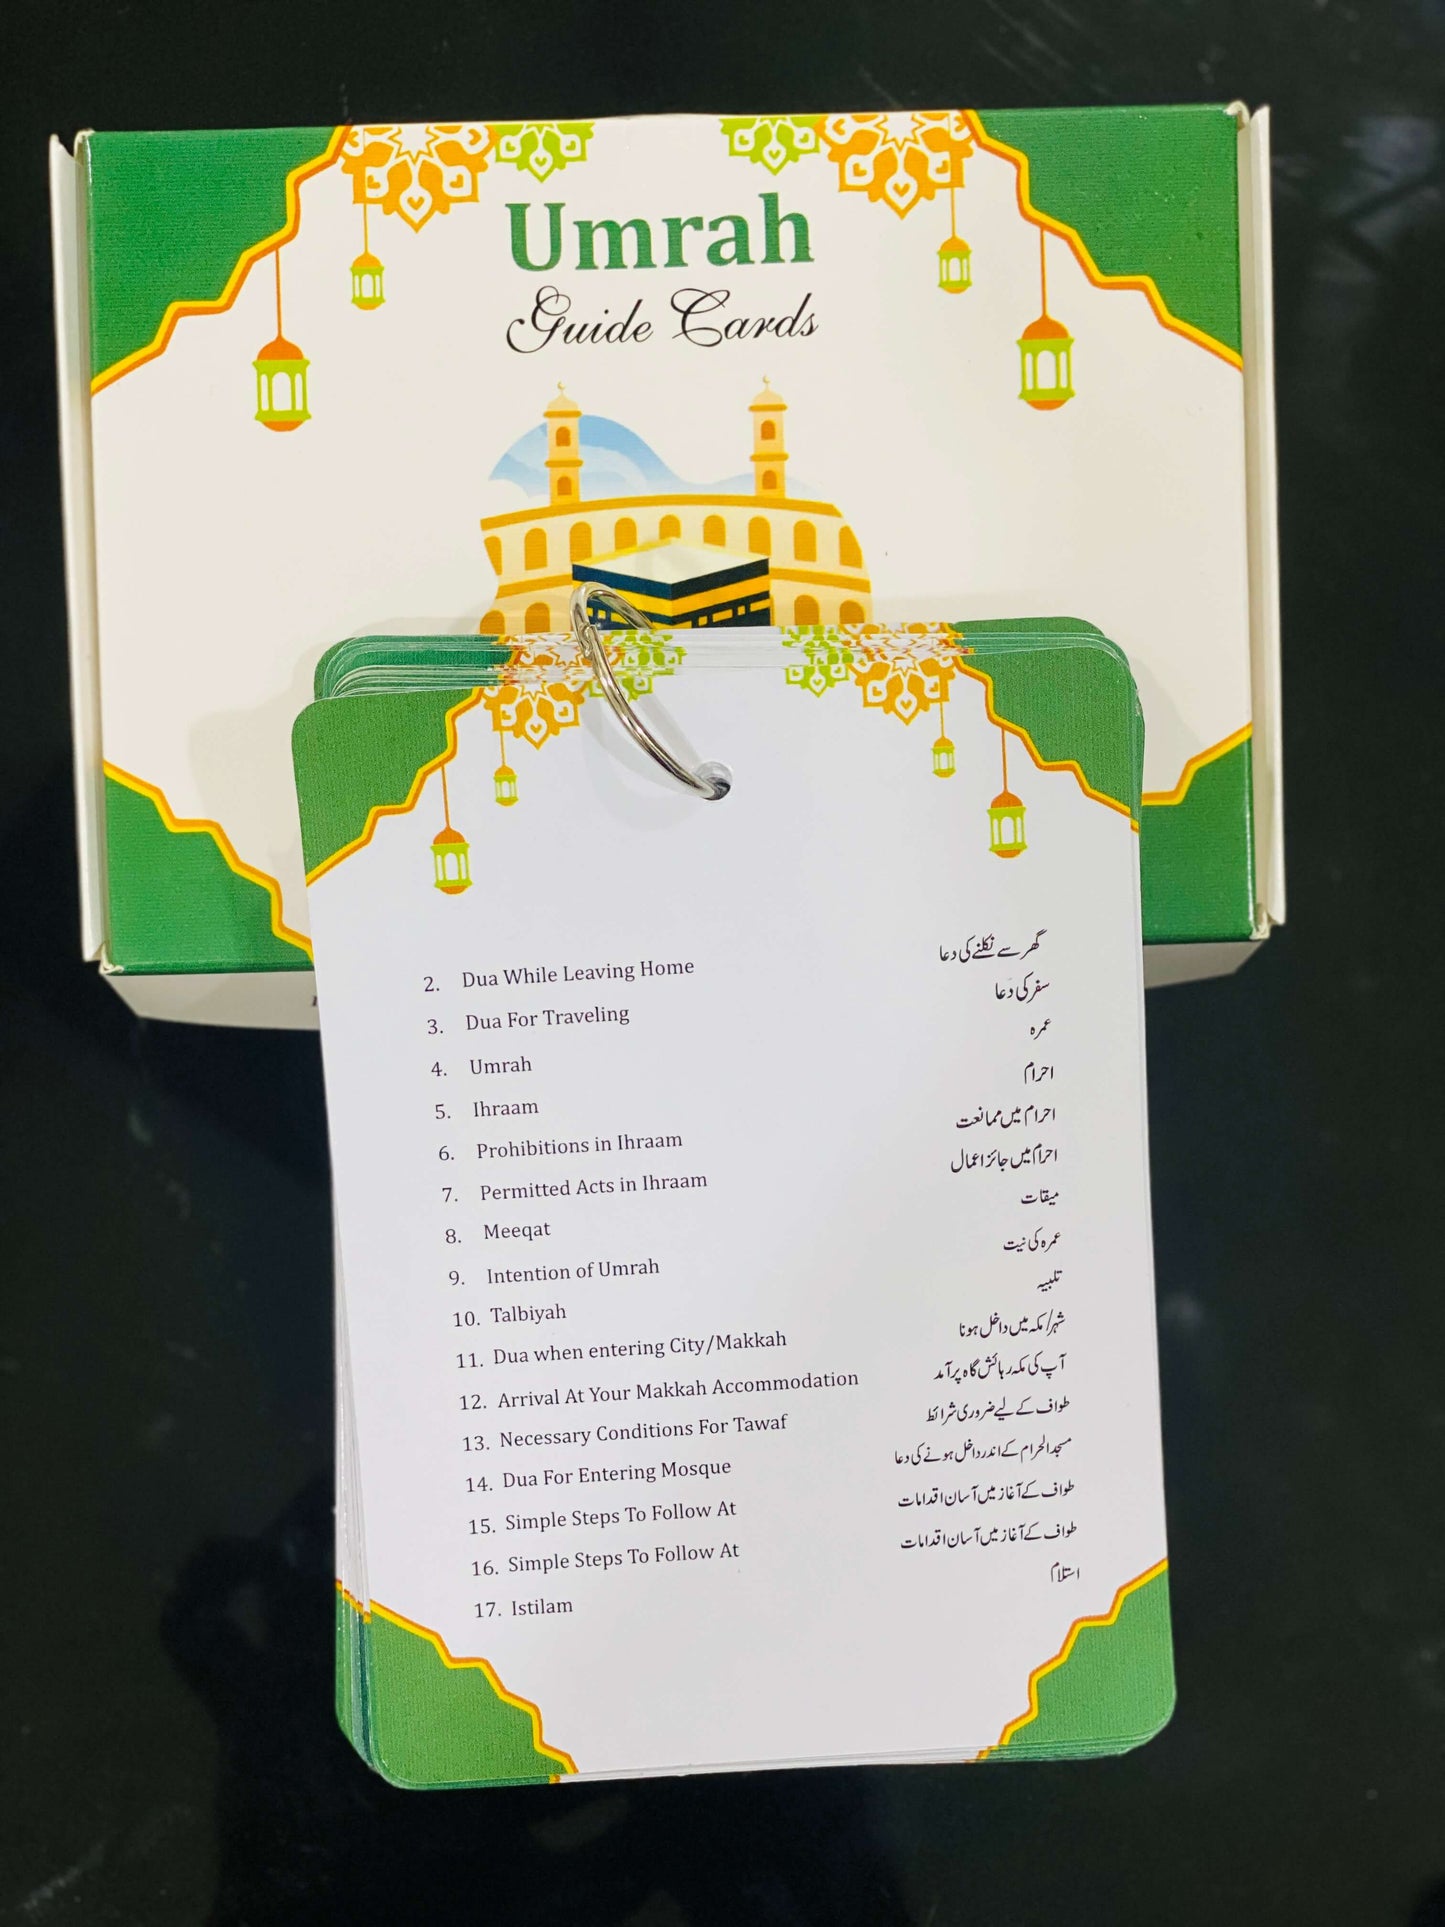 Umrah
Guide Cards
2. Dua While Leaving Home گھر سے نکلنے کی دعا
3. Dua For Traveling سفر کی دعا
4. Umrah عمرہ
5. Ihraam احرام
6. Prohibitions in Ihraam احرام میں ممانعت
7. Permitted Acts in Ihraam احرام میں جائز اعمال
8. Meeqat میقات
9. Intention of Umrah عمرہ کی نیت
10. Talbiyah تلبیہ
11. Dua when entering City/Makkah شہر/مکہ میں داخل ہونا
12. Arrival At Your Makkah Accommodation آپ کی مکہ رہائش گاہ پر آمد
13. Necessary Conditions For Tawaf طواف کے لیے ضروری شرائط
14. Dua For Entering Mosque مسجد الحرام کے اندر داخل ہونے کی دعا
15. Simple Steps To Follow At طواف کے آغاز میں آسان اقدامات
16. Simple Steps To Follow At طواف کے آغاز میں آسان اقدامات
17. Istilam استلام